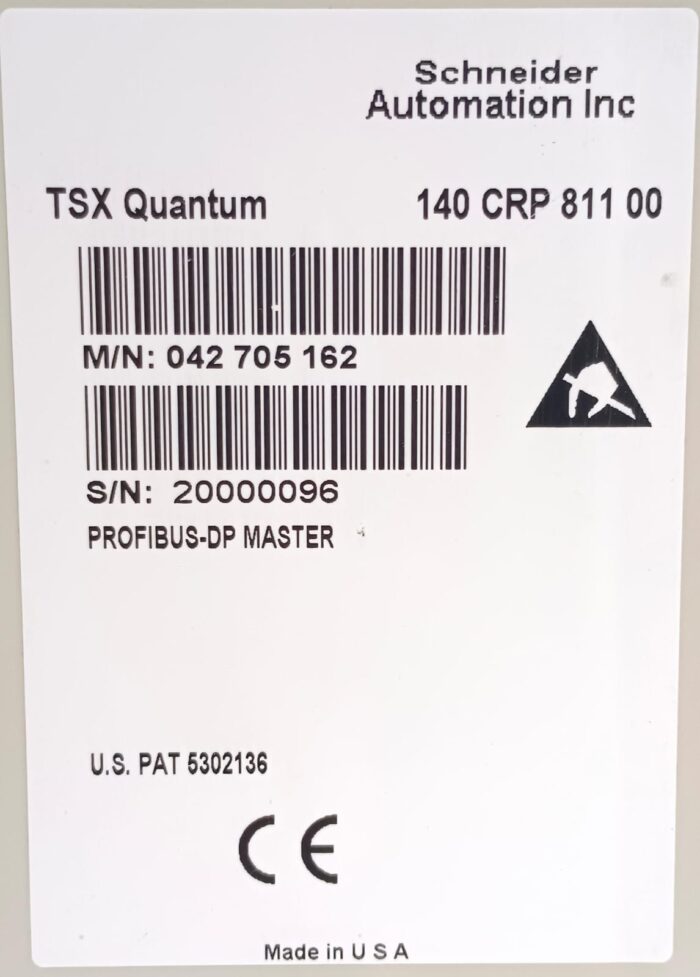 Schneider
Automation Inc
TSX Quantum 140 CRP 811 00
M/N: 042 705 162
S/N: 20000096
PROFIBUS-DP MASTER
U.S. PAT 5302136
CE
Made in U S A